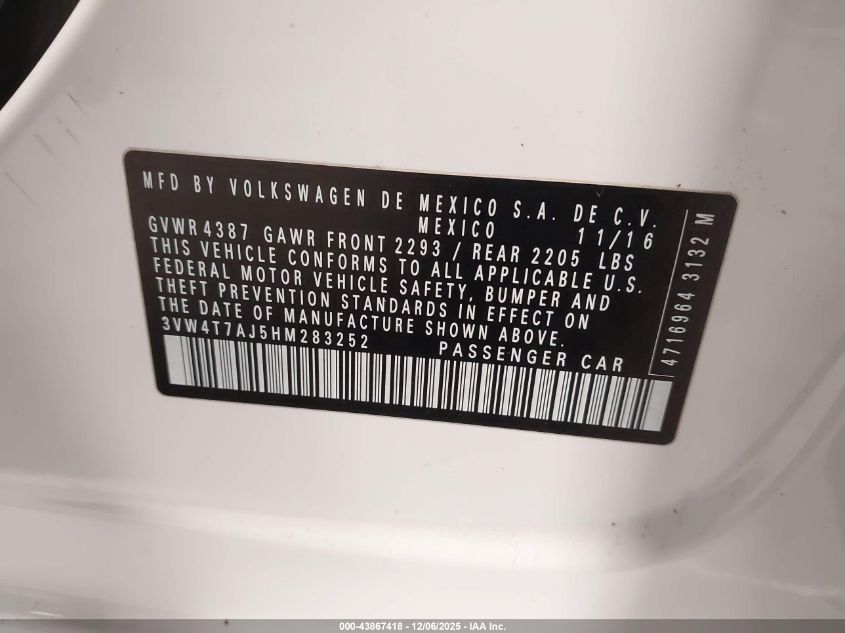 MFD BY VOLKSWAGEN DE MEXICO S.A. DE C.V.
MEXICO 11/16
GVWR 4387 GAWR FRONT 2293 / REAR 2205 LBS
THIS VEHICLE CONFORMS TO ALL APPLICABLE U.S.
FEDERAL MOTOR VEHICLE SAFETY, BUMPER AND
THEFT PREVENTION STANDARDS IN EFFECT ON
THE DATE OF MANUFACTURE SHOWN ABOVE.
3VW4T7AJ5HM283252 PASSENGER CAR
4716964 3132 M
000-43867418 - 12/06/2025 - IAA Inc.